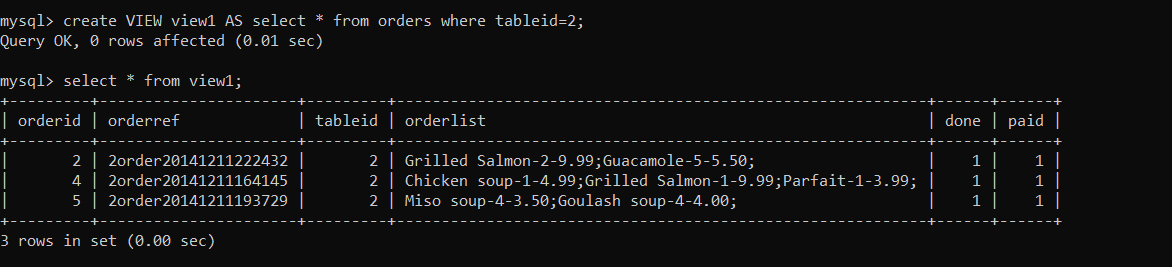 mysql> create VIEW view1 AS select * from orders where tableid=2;
Query OK, 0 rows affected (0.01 sec)
mysql> select * from view1;
+---------+----------------------+---------+----------------------------------------------------------+------+------+
| orderid | orderref             | tableid | orderlist                                                | done | paid |
+---------+----------------------+---------+----------------------------------------------------------+------+------+
|       2 | 2order20141211222432 |       2 | Grilled Salmon-2-9.99;Guacamole-5-5.50;                  |    1 |    1 |
|       4 | 2order20141211164145 |       2 | Chicken soup-1-4.99;Grilled Salmon-1-9.99;Parfait-1-3.99; |    1 |    1 |
|       5 | 2order20141211193729 |       2 | Miso soup-4-3.50;Goulash soup-4-4.00;                    |    1 |    1 |
+---------+----------------------+---------+----------------------------------------------------------+------+------+
3 rows in set (0.00 sec)